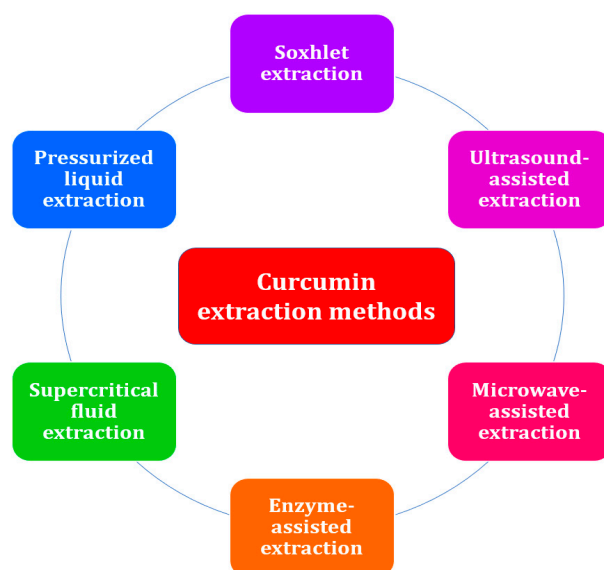 Soxhlet
extraction
Ultrasound-
assisted
extraction
Microwave-
assisted
extraction
Enzyme-
assisted
extraction
Supercritical
fluid
extraction
Pressurized
liquid
extraction
Curcumin
extraction methods